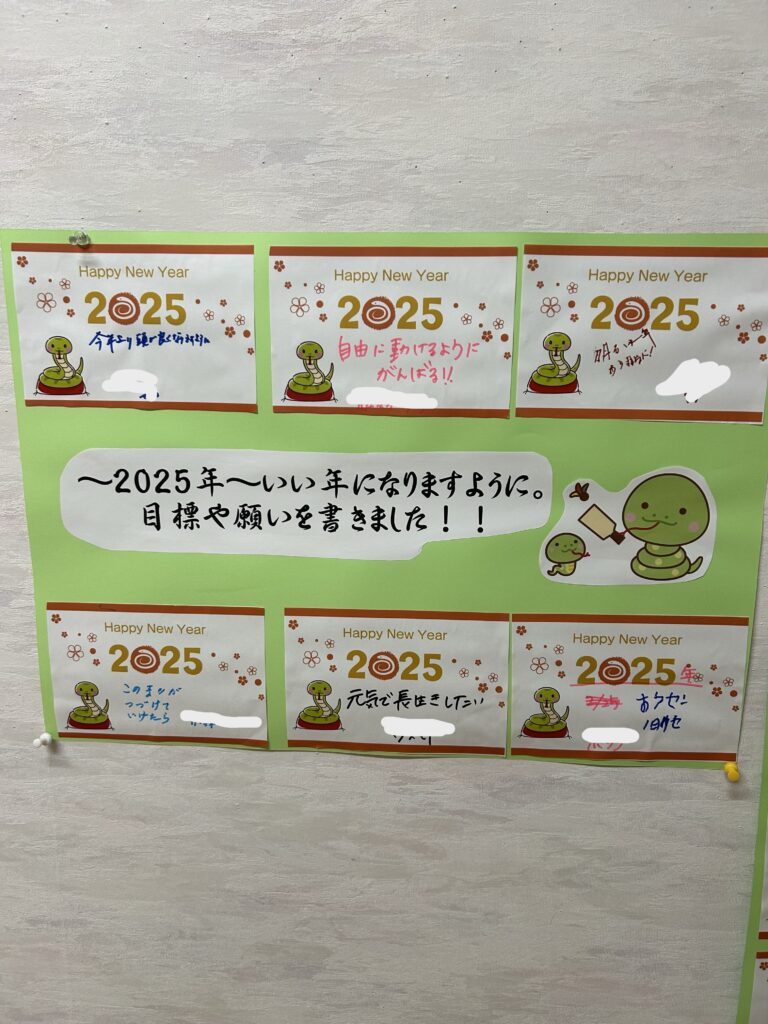 Happy New Year
2025
今年より頭が良くなりますように
Happy New Year
2025
自由に動けるように
がんばる!!
Happy New Year
2025
明るい一年
～2025年～いい年になりますように。
目標や願いを書きました！！
Happy New Year
2025
このままが
つづけて
いけたら
Happy New Year
2025
元気で長生きしたい
Happy New Year
2025年